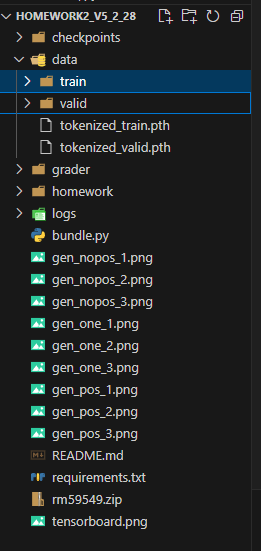 HOMEWORK2_V5_2_28
checkpoints
data
train
valid
tokenized_train.pth
tokenized_valid.pth
grader
homework
logs
bundle.py
gen_nopos_1.png
gen_nopos_2.png
gen_nopos_3.png
gen_one_1.png
gen_one_2.png
gen_one_3.png
gen_pos_1.png
gen_pos_2.png
gen_pos_3.png
README.md
requirements.txt
rm59549.zip
tensorboard.png